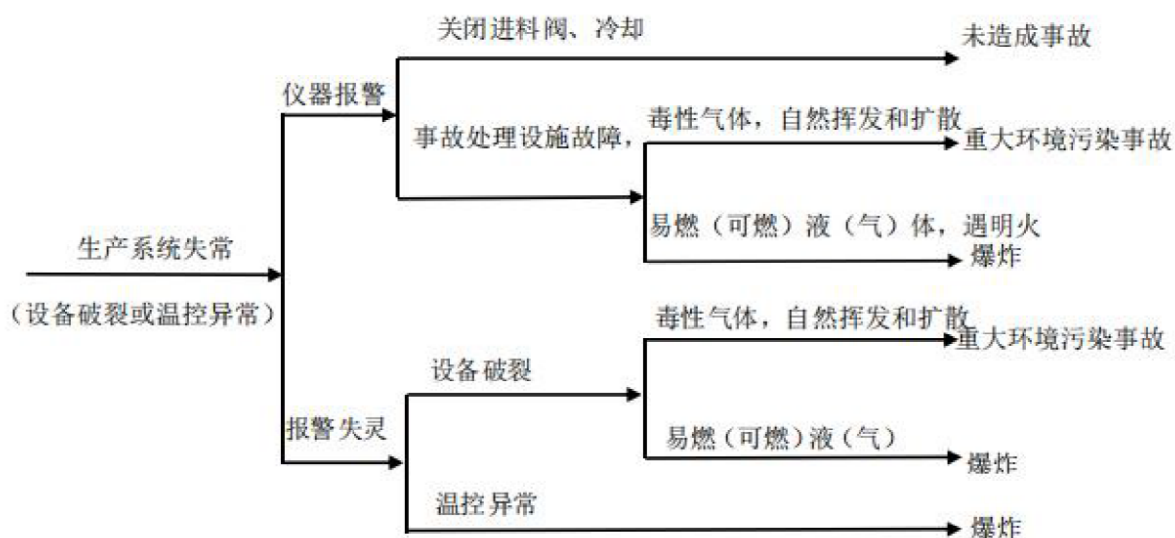 关闭进料阀、冷却
未造成事故
仪器报警
毒性气体，自然挥发和扩散
事故处理设施故障，
重大环境污染事故
易燃（可燃）液（气）体，遇明火
爆炸
生产系统失常
（设备破裂或温控异常）
毒性气体，自然挥发和扩散
重大环境污染事故
设备破裂
报警失灵
易燃（可燃）液（气）
爆炸
温控异常
爆炸